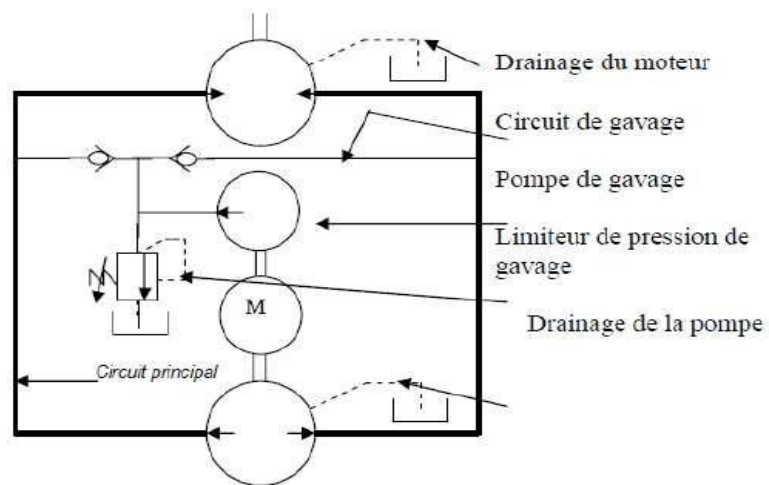 Drainage du moteur
Circuit de gavage
Pompe de gavage
Limiteur de pression de
gavage
M
Drainage de la pompe
Circuit principal